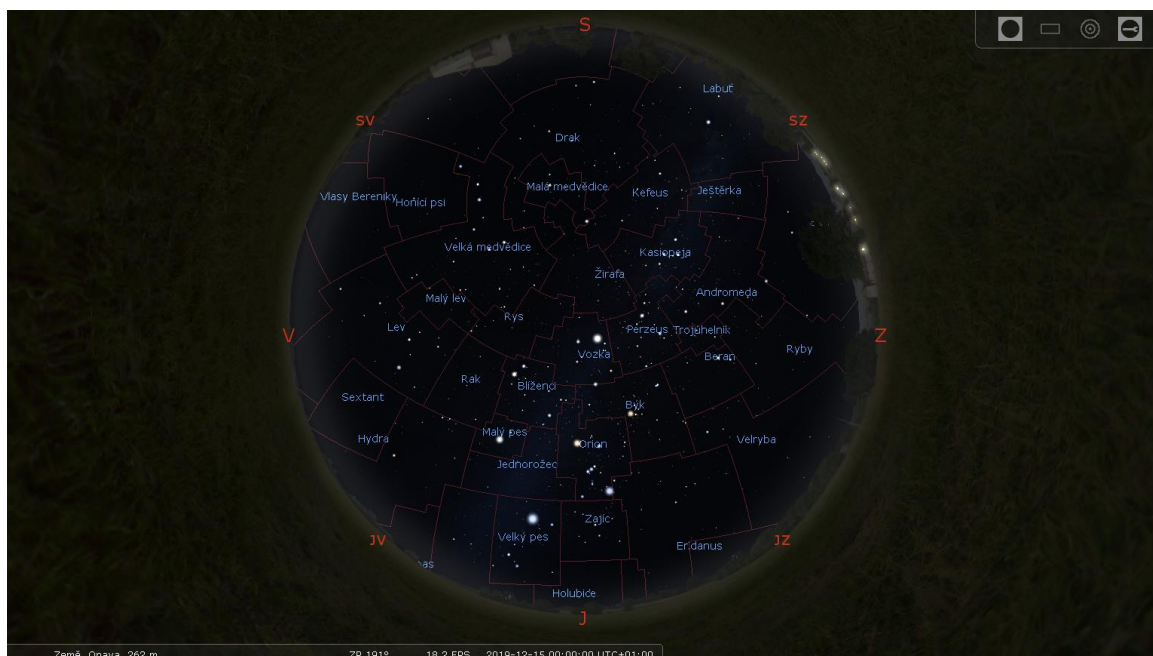 S
Labuť
SV
SZ
Drak
Malá medvědice
Kefeus
Ještěrka
Vlasy Bereniky
Honící psi
Velká medvědice
Kasiopeja
Žirafa
Malý lev
Andromeda
Rys
Lev
Perzeus
Trojúhelník
V
Z
Vozka
Beran
Ryby
Rak
Blíženci
Sextant
Býk
Hydra
Malý pes
Orion
Velryba
Jednorožec
Zajíc
JV
Velký pes
JZ
Eridanus
pas
Holubice
J
Země, Opava, 262 m
ZP 191°
18.2 FPS
2019-12-15 00:00:00 UTC+01:00